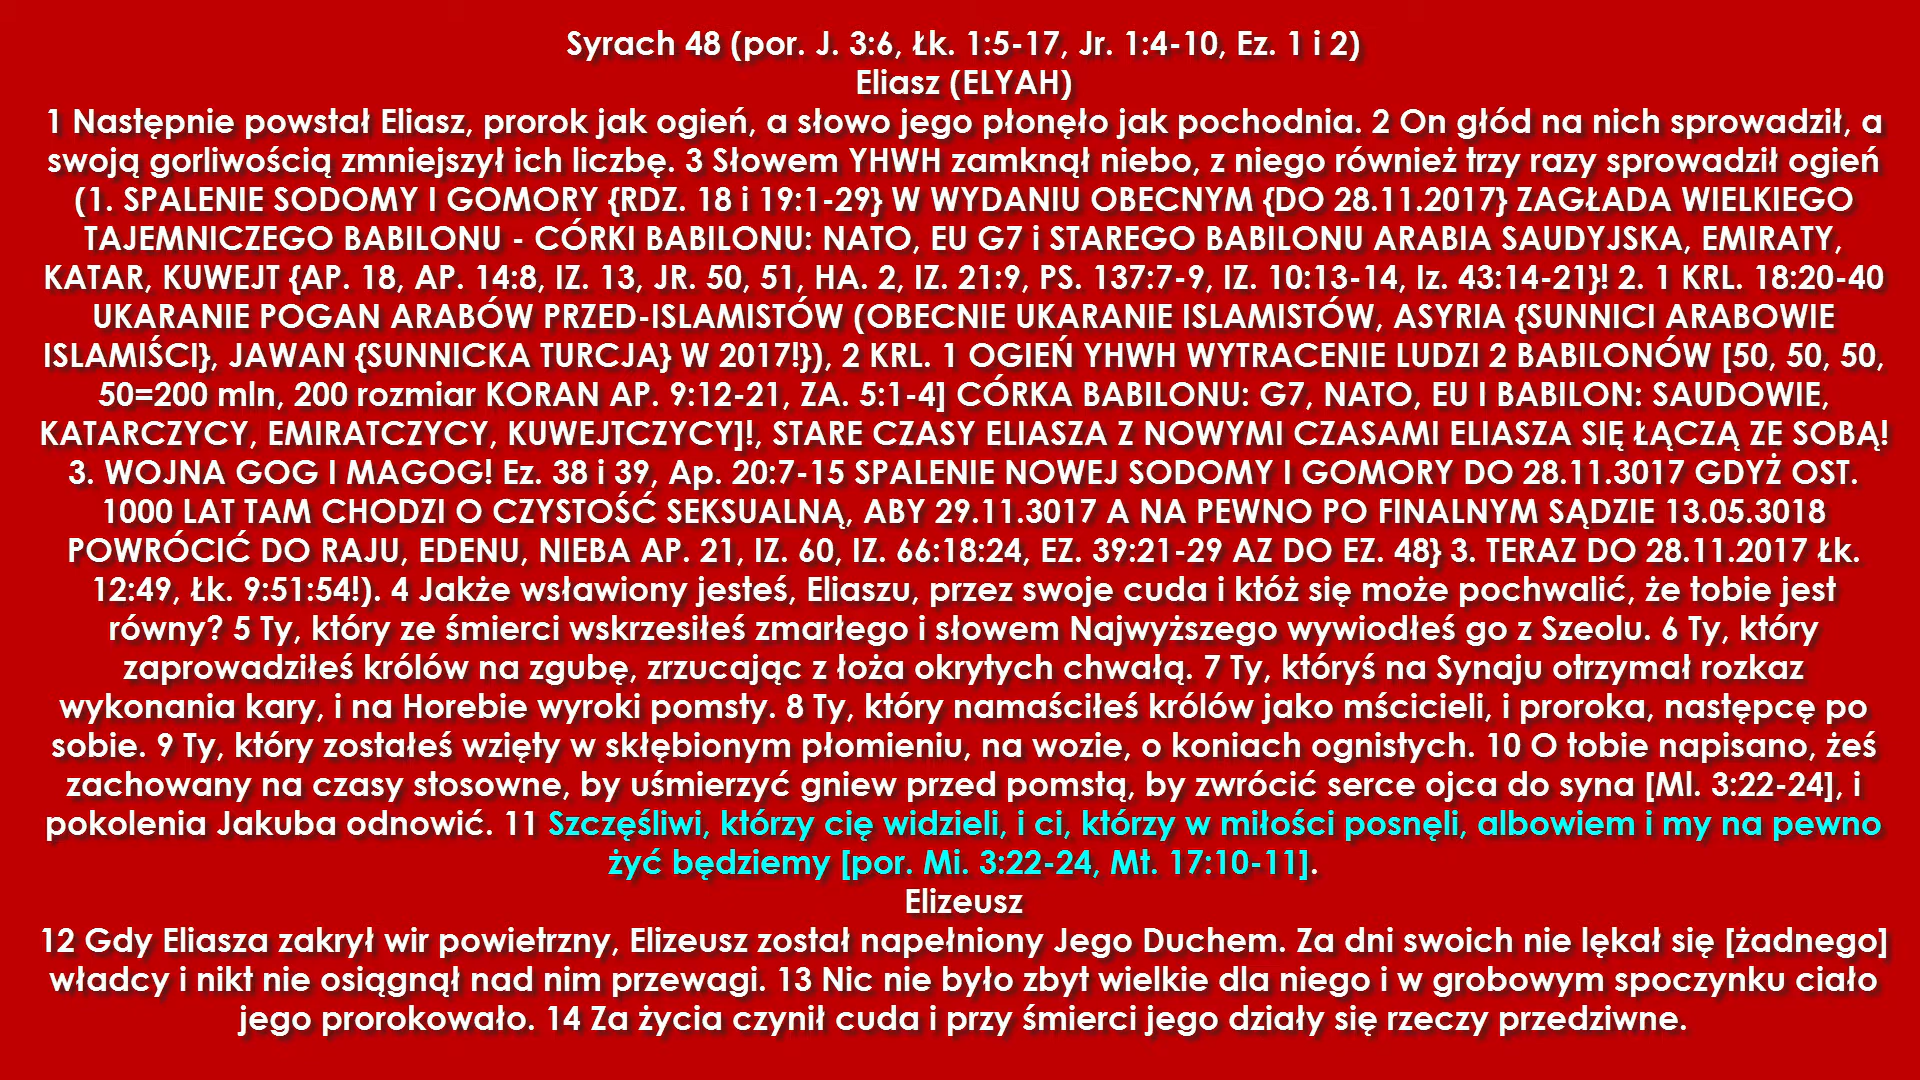 Syrach 48 (por. J. 3:6, Łk. 1:5-17, Jr. 1:4-10, Ez. 1 i 2)
Eliasz (ELYAH)
1 Następnie powstał Eliasz, prorok jak ogień, a słowo jego płonęło jak pochodnia. 2 On głód na nich sprowadził, a
swoją gorliwością zmniejszył ich liczbę. 3 Słowem YHWH zamknął niebo, z niego również trzy razy sprowadził ogień
(1. SPALENIE SODOMY I GOMORY {RDZ. 18 i 19:1-29} W WYDANIU OBECNYM {DO 28.11.2017} ZAGŁADA WIELKIEGO
TAJEMNICZEGO BABILONU - CÓRKI BABILONU: NATO, EU G7 i STAREGO BABILONU ARABIA SAUDYJSKA, EMIRATY,
KATAR, KUWEJT {AP. 18, AP. 14:8, IZ. 13, JR. 50, 51, HA. 2, IZ. 21:9, PS. 137:7-9, IZ. 10:13-14, Iz. 43:14-21}! 2. 1 KRL. 18:20-40
UKARANIE POGAN ARABÓW PRZED-ISLAMISTÓW (OBECNIE UKARANIE ISLAMISTÓW, ASYRIA {SUNNICI ARABOWIE
ISLAMIŚCI}, JAWAN {SUNNICKA TURCJA} W 2017!}), 2 KRL. 1 OGIEŃ YHWH WYTRACENIE LUDZI 2 BABILONÓW [50, 50, 50,
50=200 mln, 200 rozmiar KORAN AP. 9:12-21, ZA. 5:1-4] CÓRKA BABILONU: G7, NATO, EU I BABILON: SAUDOWIE,
KATARCZYCY, EMIRATCZYCY, KUWEJTCZYCY]!, STARE CZASY ELIASZA Z NOWYMI CZASAMI ELIASZA SIĘ ŁĄCZĄ ZE SOBĄ!
3. WOJNA GOG I MAGOG! Ez. 38 i 39, Ap. 20:7-15 SPALENIE NOWEJ SODOMY I GOMORY DO 28.11.3017 GDYŻ OST.
1000 LAT TAM CHODZI O CZYSTOŚĆ SEKSUALNĄ, ABY 29.11.3017 A NA PEWNO PO FINALNYM SĄDZIE 13.05.3018
POWRÓCIĆ DO RAJU, EDENU, NIEBA AP. 21, IZ. 60, IZ. 66:18:24, EZ. 39:21-29 AZ DO EZ. 48} 3. TERAZ DO 28.11.2017 Łk.
12:49, Łk. 9:51:54!). 4 Jakże wsławiony jesteś, Eliaszu, przez swoje cuda i któż się może pochwalić, że tobie jest
równy? 5 Ty, który ze śmierci wskrzesiłeś zmarłego i słowem Najwyższego wywiodłeś go z Szeolu. 6 Ty, który
zaprowadziłeś królów na zgubę, zrzucając z łoża okrytych chwałą. 7 Ty, któryś na Synaju otrzymał rozkaz
wykonania kary, i na Horebie wyroki pomsty. 8 Ty, który namaściłeś królów jako mścicieli, i proroka, następcę po
sobie. 9 Ty, który zostałeś wzięty w skłębionym płomieniu, na wozie, o koniach ognistych. 10 O tobie napisano, żeś
zachowany na czasy stosowne, by uśmierzyć gniew przed pomstą, by zwrócić serce ojca do syna [Ml. 3:22-24], i
pokolenia Jakuba odnowić. 11 Szczęśliwi, którzy cię widzieli, i ci, którzy w miłości posnęli, albowiem i my na pewno
żyć będziemy [por. Mi. 3:22-24, Mt. 17:10-11].
Elizeusz
12 Gdy Eliasza zakrył wir powietrzny, Elizeusz został napełniony Jego Duchem. Za dni swoich nie lękał się [żadnego]
władcy i nikt nie osiągnął nad nim przewagi. 13 Nic nie było zbyt wielkie dla niego i w grobowym spoczynku ciało
jego prorokowało. 14 Za życia czynił cuda i przy śmierci jego działy się rzeczy przedziwne.